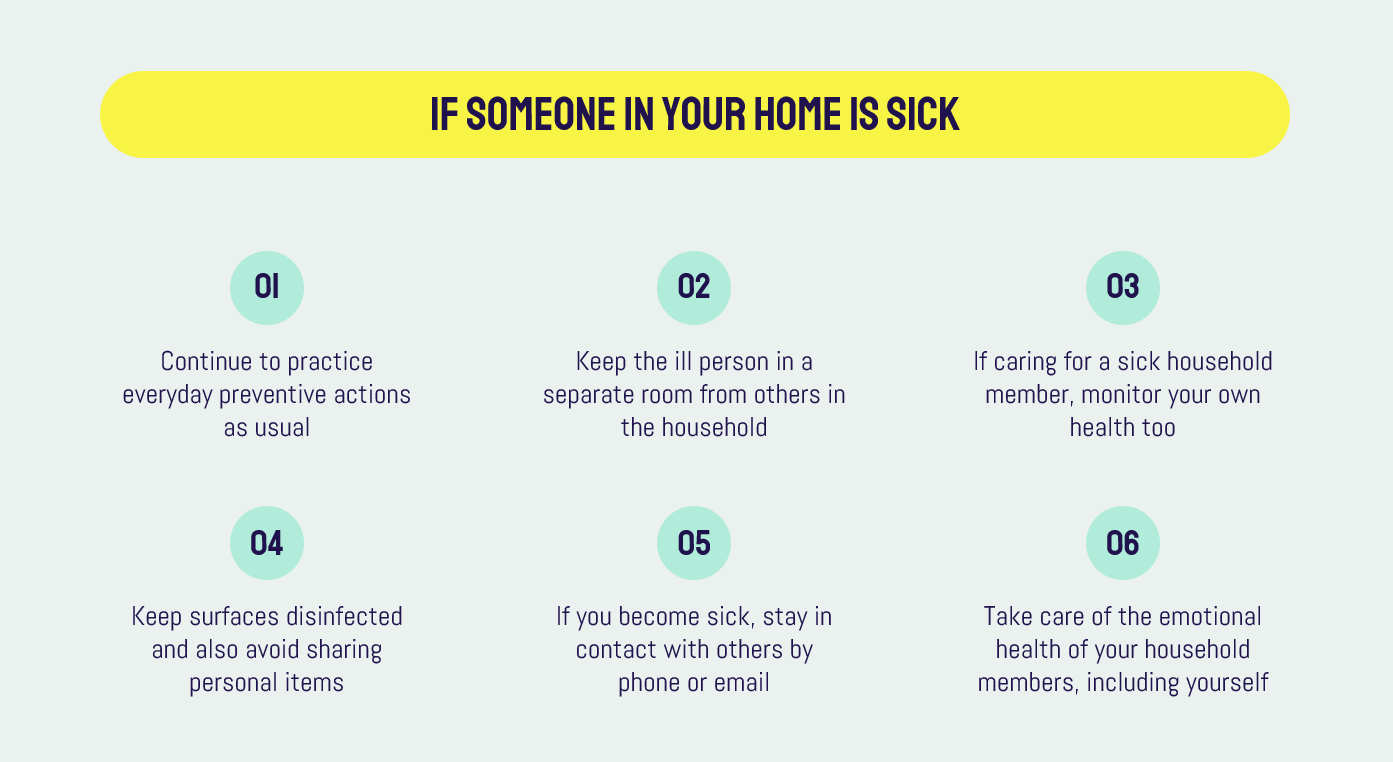 IF SOMEONE IN YOUR HOME IS SICK
01
Continue to practice
everyday preventive actions
as usual
02
Keep the ill person in a
separate room from others in
the household
03
If caring for a sick household
member, monitor your own
health too
04
Keep surfaces disinfected
and also avoid sharing
personal items
05
If you become sick, stay in
contact with others by
phone or email
06
Take care of the emotional
health of your household
members, including yourself